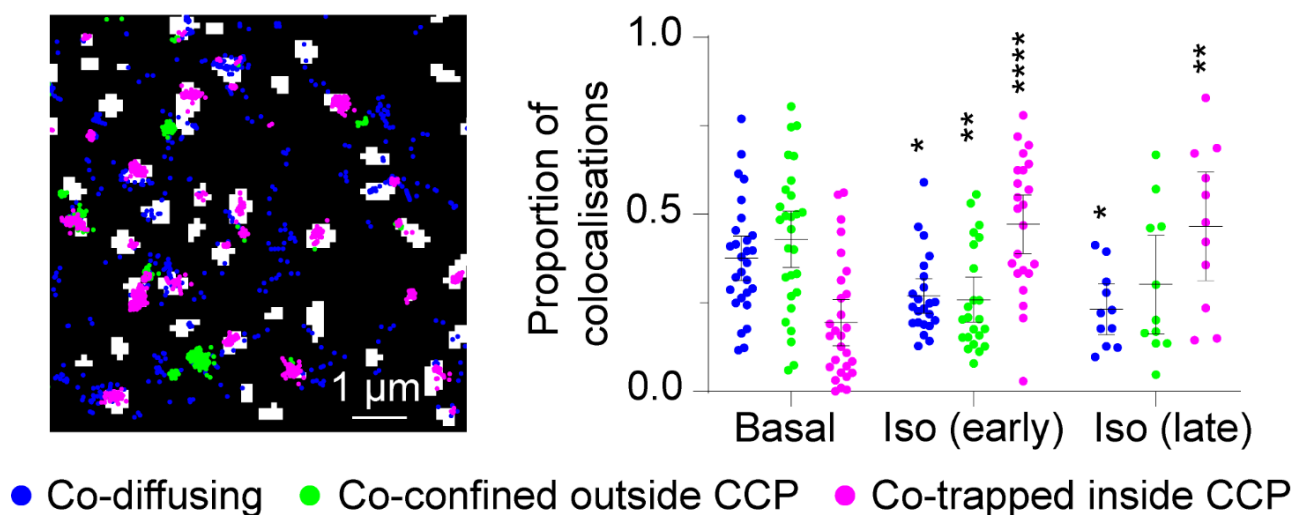 1 μm
Proportion of
colocalisations
1.0
0.5
0.0
*
**
****
*
**
Basal
Iso (early)
Iso (late)
Co-diffusing
Co-confined outside CCP
Co-trapped inside CCP